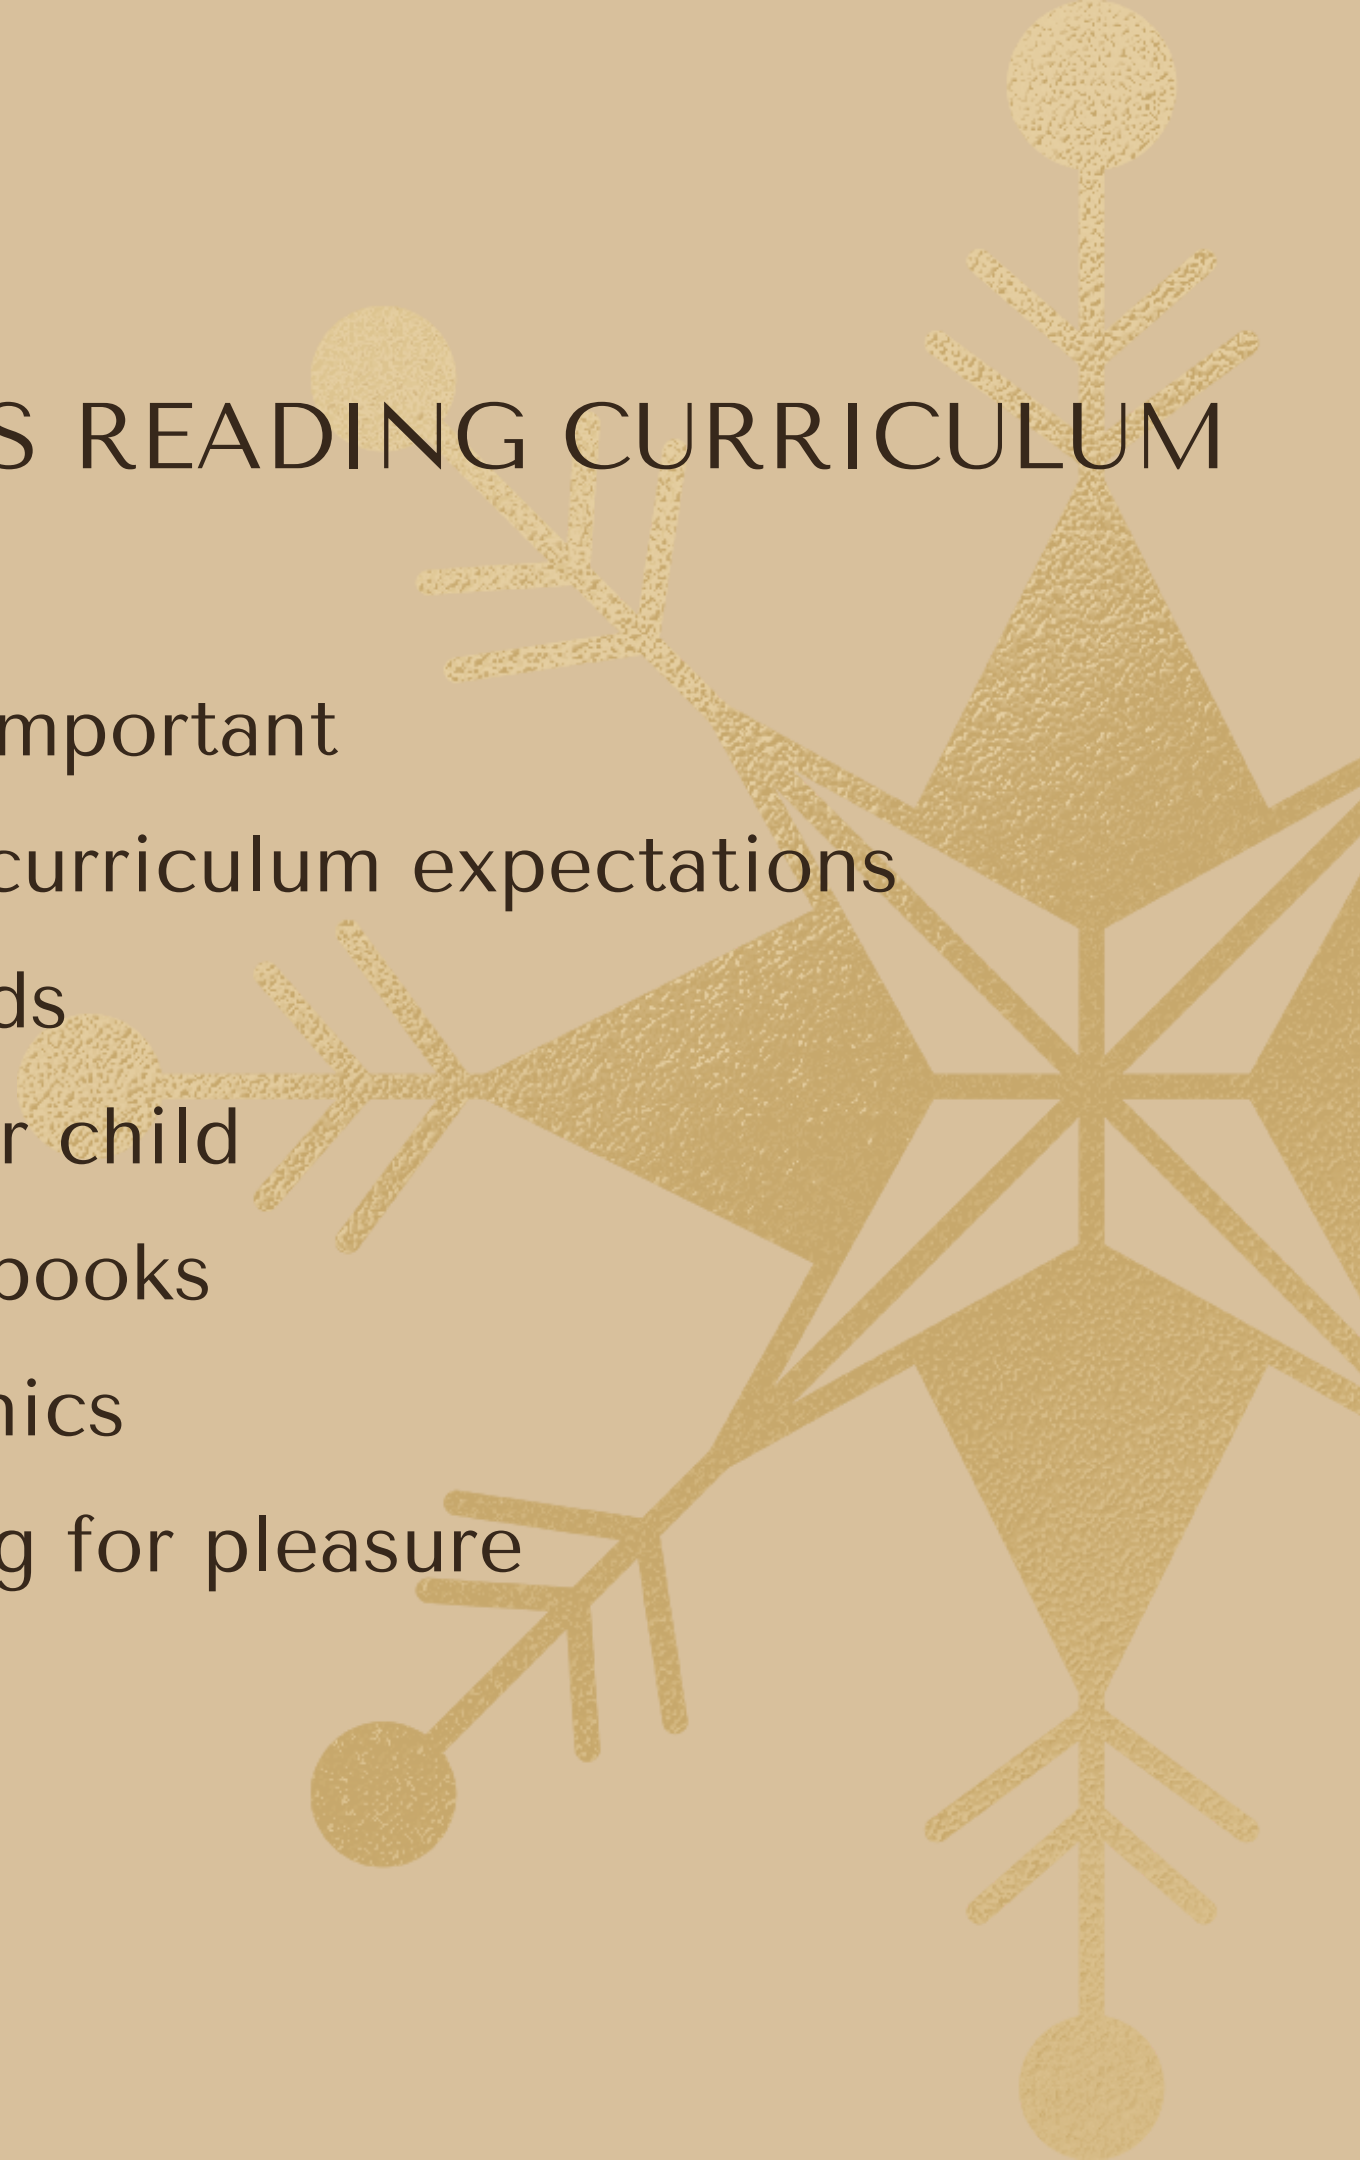 S READING CURRICULUM
mportant
curriculum expectations
ds
r child
books
nics
g for pleasure